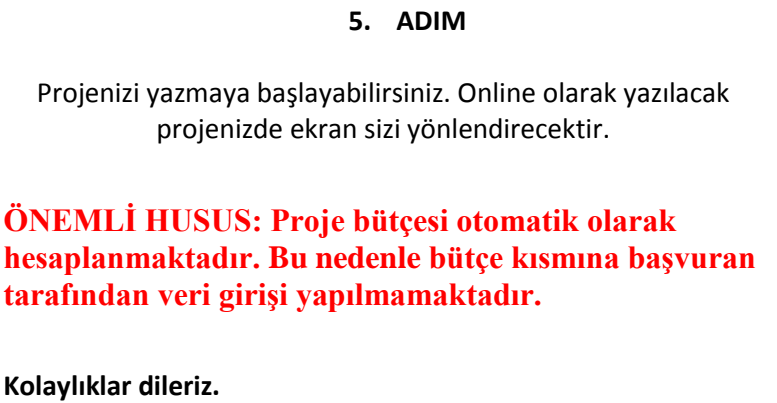 5. ADIM
Projenizi yazmaya başlayabilirsiniz. Online olarak yazılacak
projenizde ekran sizi yönlendirecektir.
ÖNEMLİ HUSUS: Proje bütçesi otomatik olarak
hesaplanmaktadır. Bu nedenle bütçe kısmına başvuran
tarafından veri girişi yapılmamaktadır.
Kolaylıklar dileriz.